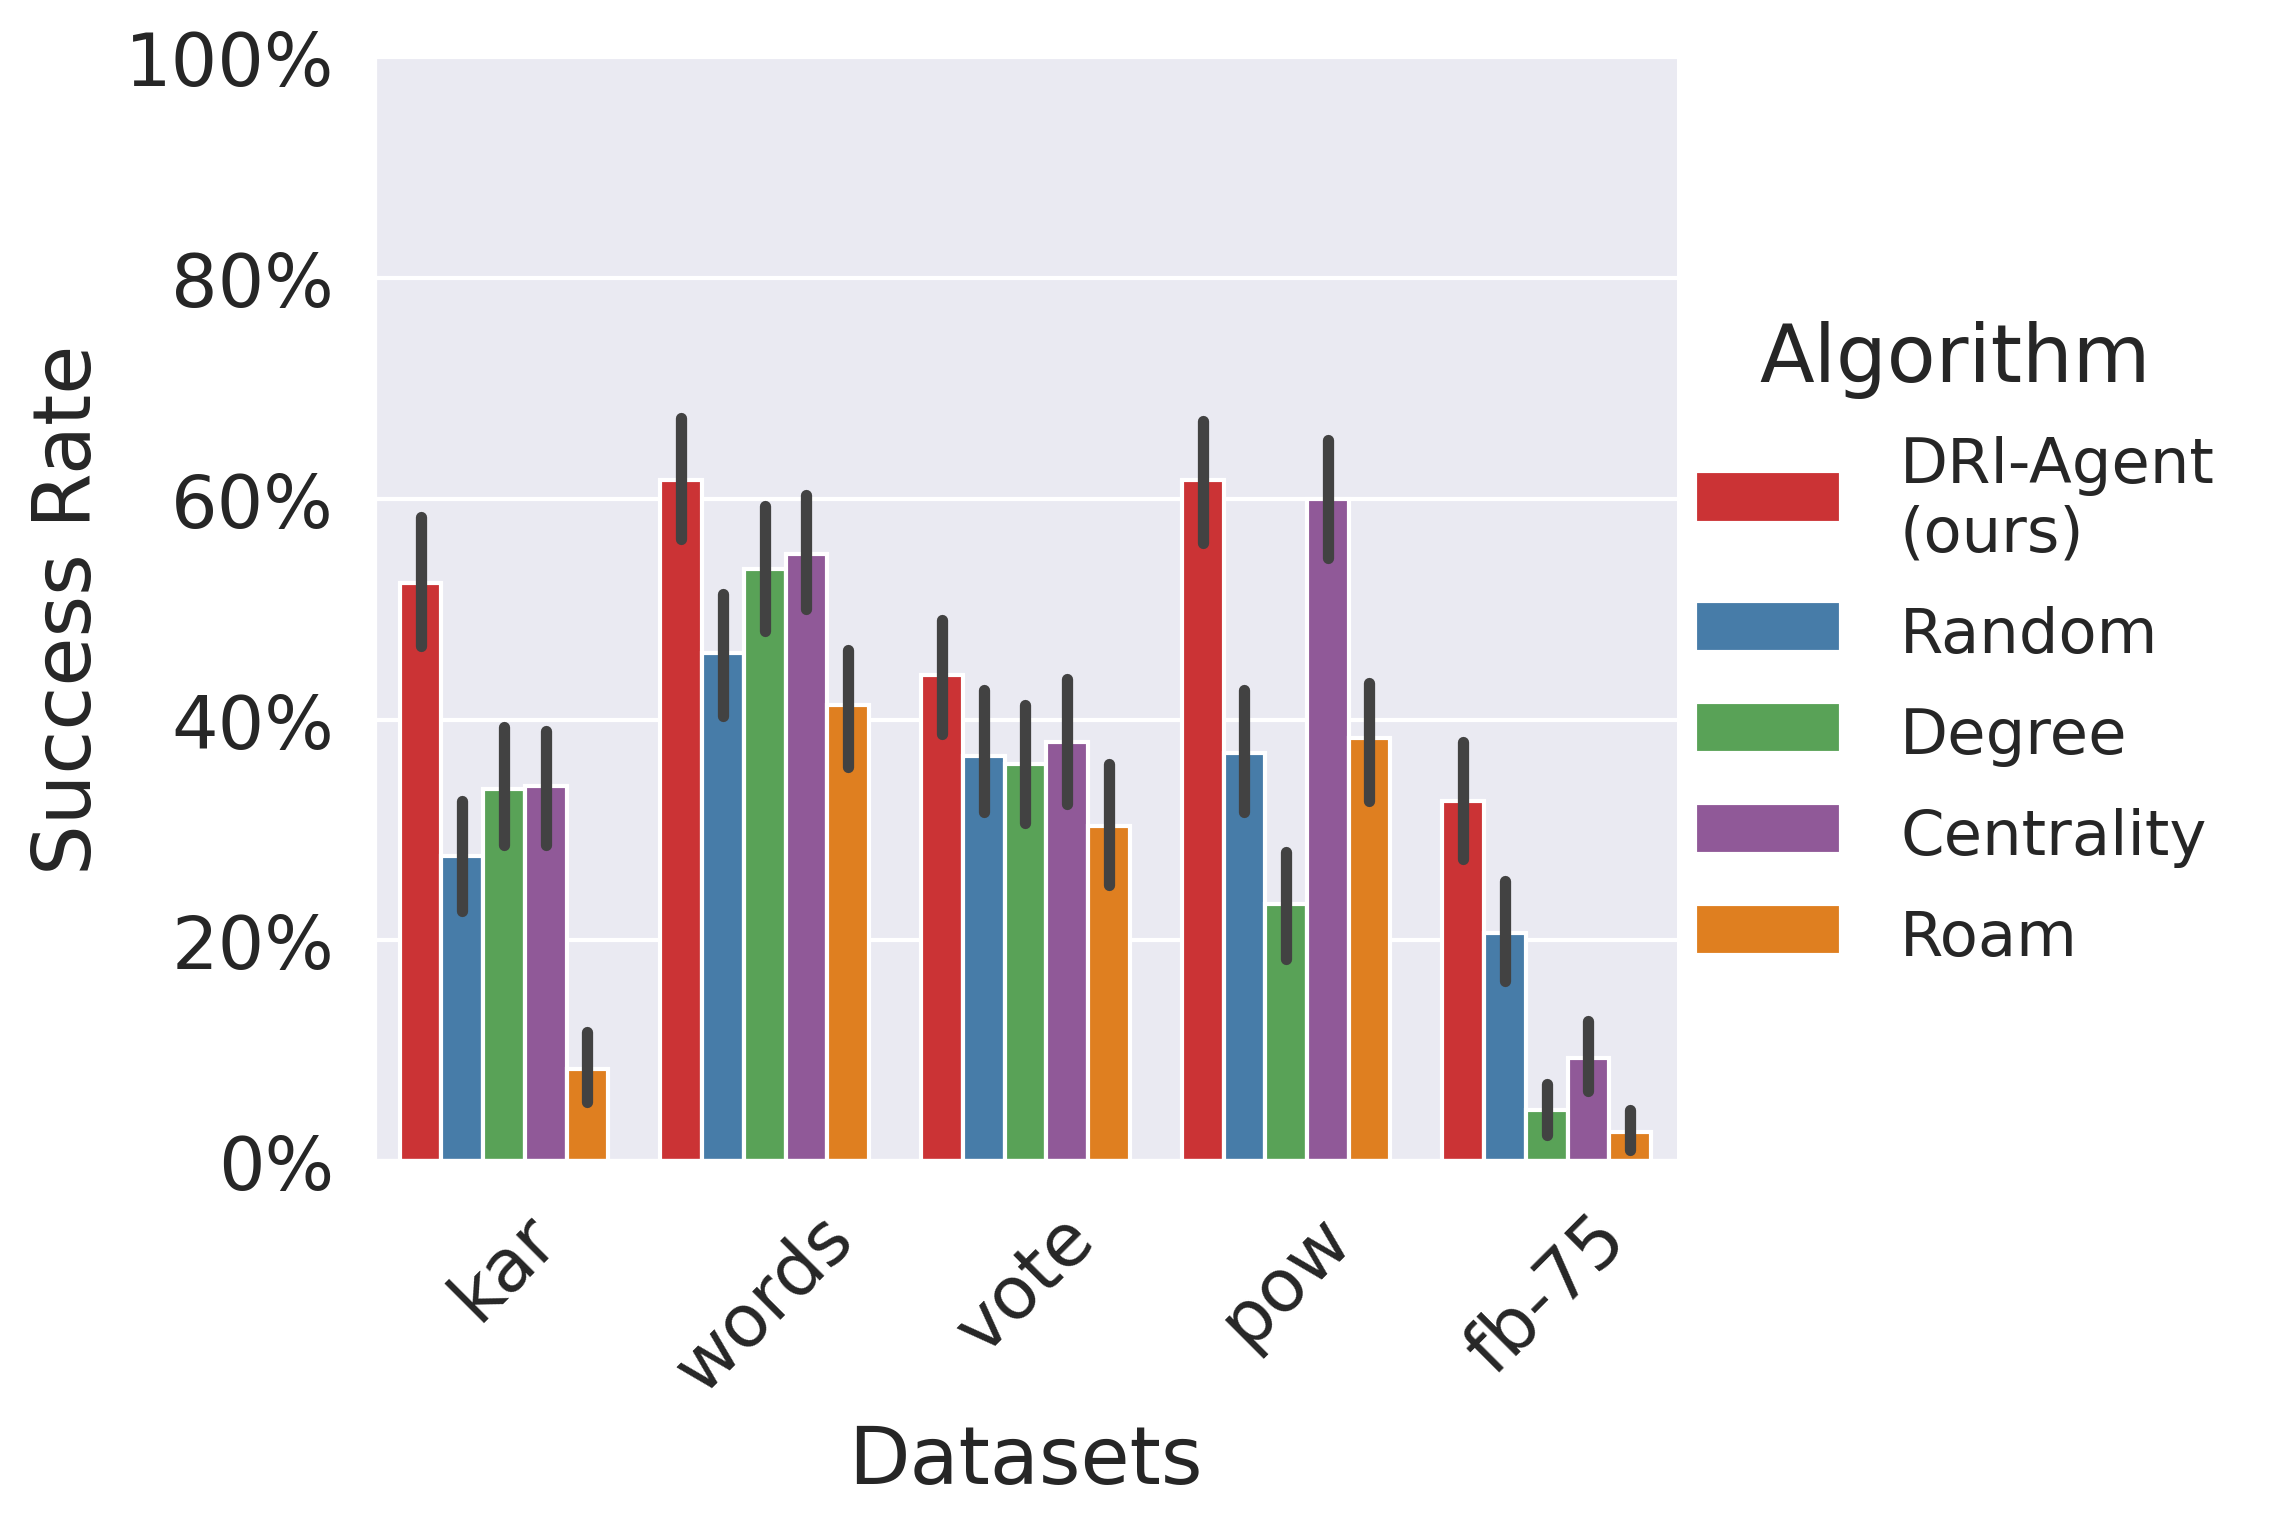 100%
80%
60%
40%
20%
0%
Success Rate
kar
words
vote
pow
fb-75
Datasets
Algorithm
DRl-Agent
(ours)
Random
Degree
Centrality
Roam